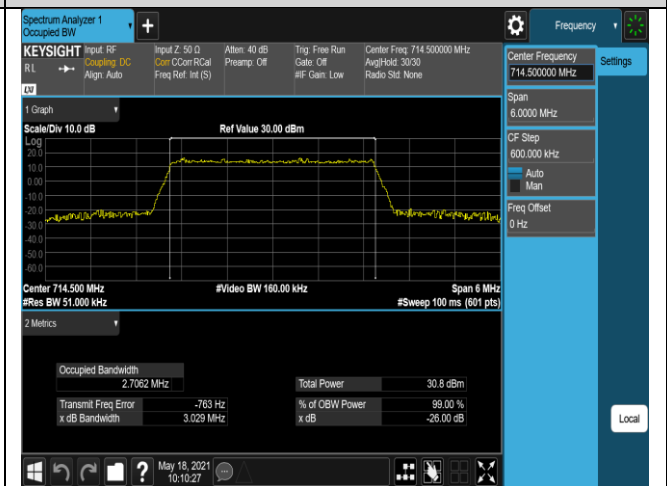 Spectrum Analyzer 1
Occupied BW
+
Frequency
KEYSIGHT
Input: RF
Coupling: DC
Align: Auto
Input Z: 50 Ω
Corr CCorr RCal
Freq Ref: Int (S)
Atten: 40 dB
Preamp: Off
Trig: Free Run
Gate: Off
#IF Gain: Low
Center Freq: 714.500000 MHz
Avg|Hold: 30/30
Radio Std: None
RL
LXI
Center Frequency
714.500000 MHz
Settings
Span
6.0000 MHz
CF Step
600.000 kHz
Auto
Man
Freq Offset
0 Hz
Local
1 Graph
Scale/Div 10.0 dB
Ref Value 30.00 dBm
Log
20.0
10.0
0.00
-10.0
-20.0
-30.0
-40.0
-50.0
-60.0
Center 714.500 MHz
#Video BW 160.00 kHz
Span 6 MHz
#Res BW 51.000 kHz
#Sweep 100 ms (601 pts)
2 Metrics
Occupied Bandwidth
2.7062 MHz
Total Power 30.8 dBm
Transmit Freq Error -763 Hz
% of OBW Power 99.00 %
x dB Bandwidth 3.029 MHz
x dB -26.00 dB
?
May 18, 2021
10:10:27